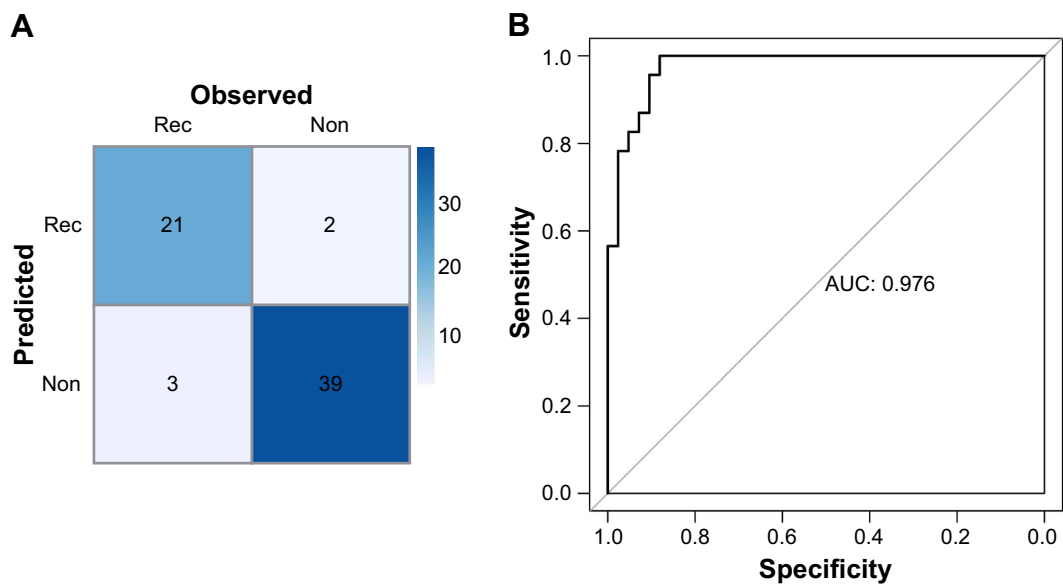 A
Observed
Rec Non
Predicted
Rec 21 2
Non 3 39
30
20
10
B
Sensitivity
1.0
0.8
0.6
0.4
0.2
0.0
AUC: 0.976
1.0 0.8 0.6 0.4 0.2 0.0
Specificity